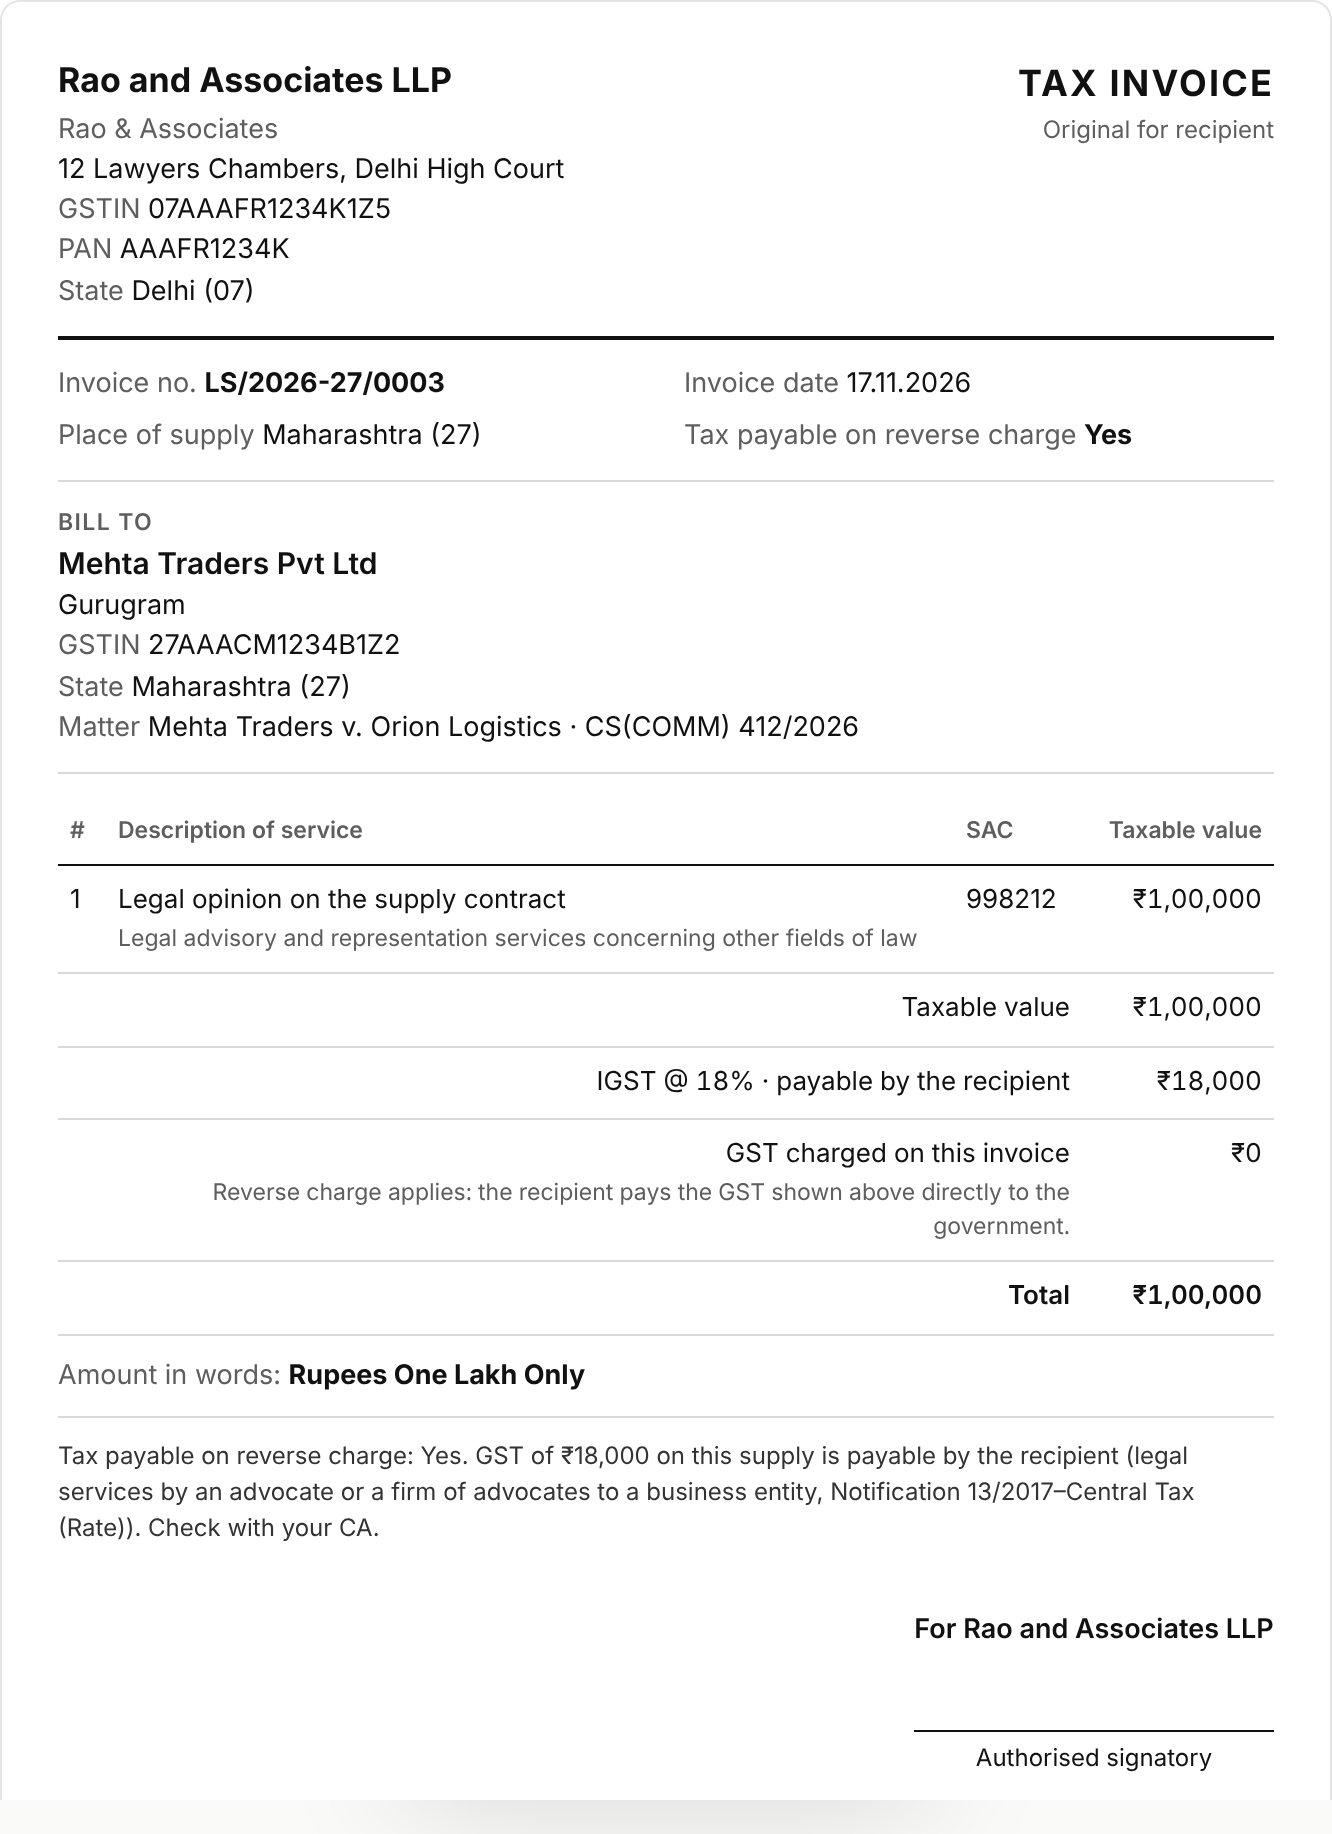 Rao and Associates LLP
TAX INVOICE
Rao & Associates
Original for recipient
12 Lawyers Chambers, Delhi High Court
GSTIN 07AAAFR1234K1Z5
PAN AAAFR1234K
State Delhi (07)
Invoice no. LS/2026-27/0003
Invoice date 17.11.2026
Place of supply Maharashtra (27)
Tax payable on reverse charge Yes
BILL TO
Mehta Traders Pvt Ltd
Gurugram
GSTIN 27AAACM1234B1Z2
State Maharashtra (27)
Matter Mehta Traders v. Orion Logistics · CS(COMM) 412/2026
# Description of service SAC Taxable value
1 Legal opinion on the supply contract 998212 ₹1,00,000
Legal advisory and representation services concerning other fields of law
Taxable value ₹1,00,000
IGST @ 18% · payable by the recipient ₹18,000
GST charged on this invoice ₹0
Reverse charge applies: the recipient pays the GST shown above directly to the
government.
Total ₹1,00,000
Amount in words: Rupees One Lakh Only
Tax payable on reverse charge: Yes. GST of ₹18,000 on this supply is payable by the recipient (legal
services by an advocate or a firm of advocates to a business entity, Notification 13/2017–Central Tax
(Rate)). Check with your CA.
For Rao and Associates LLP
Authorised signatory